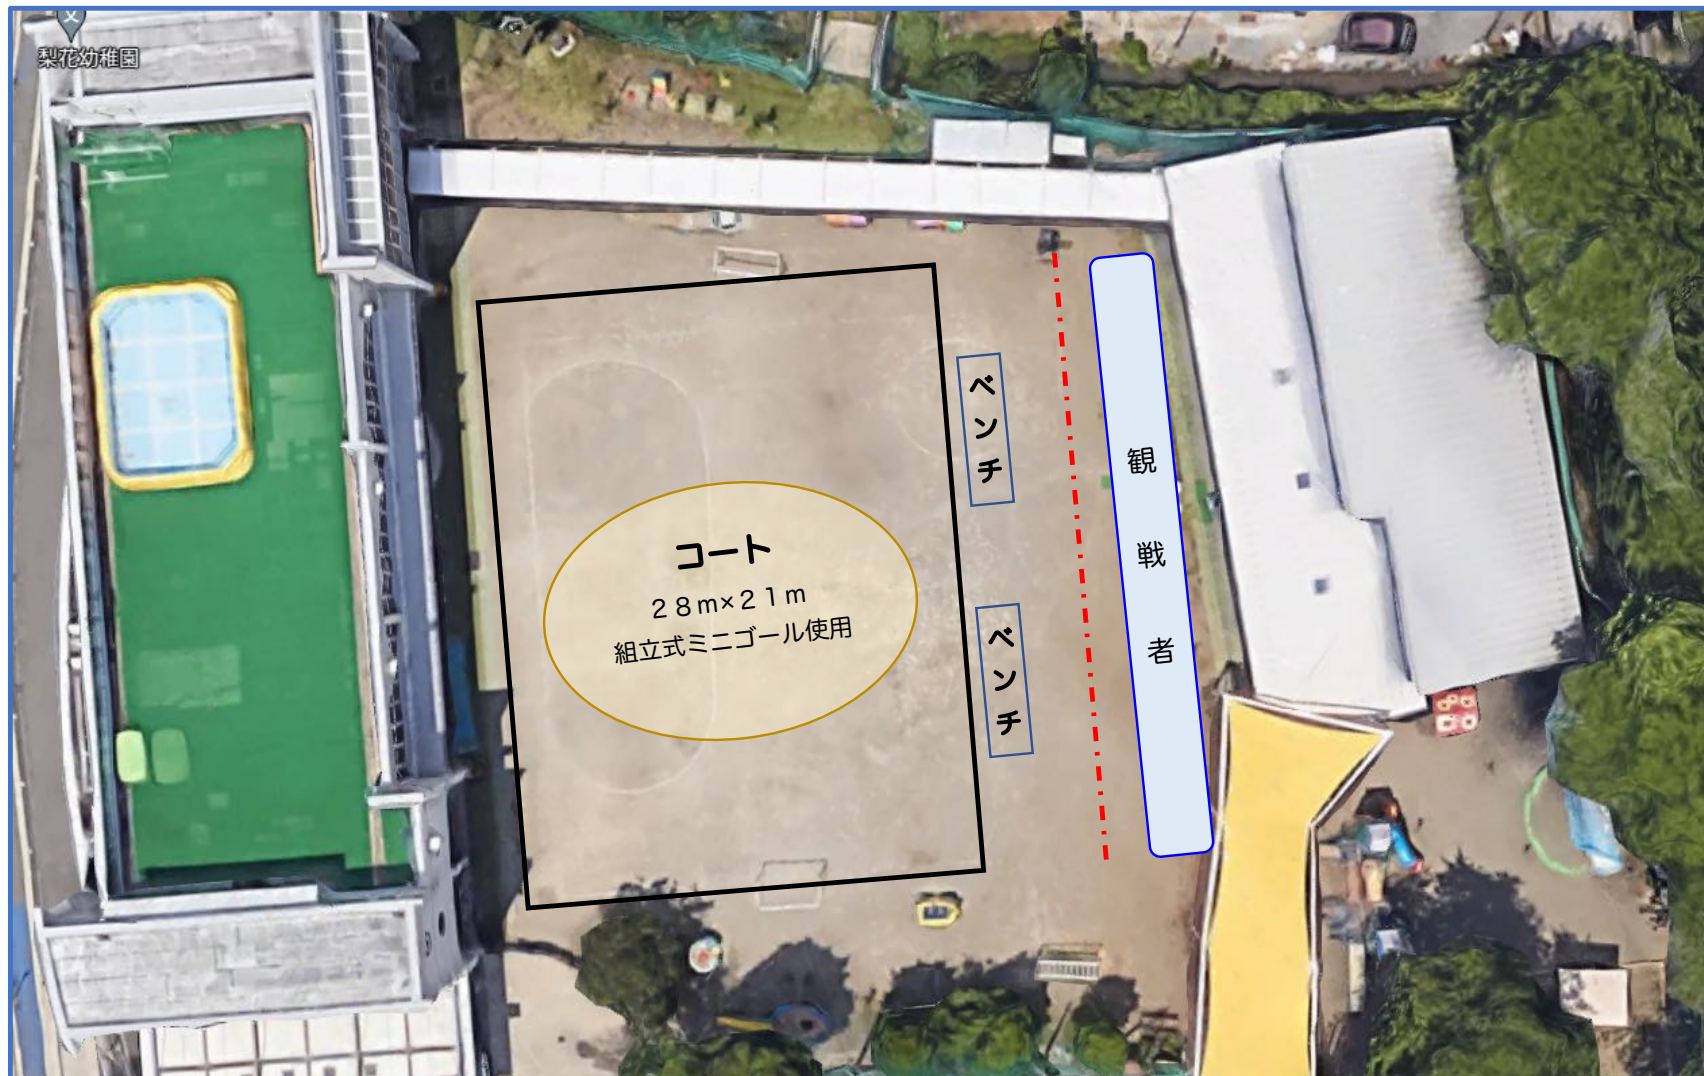 梨花幼稚園
コート
２８ｍ×２１ｍ
組立式ミニゴール使用
ベンチ
ベンチ
観戦者